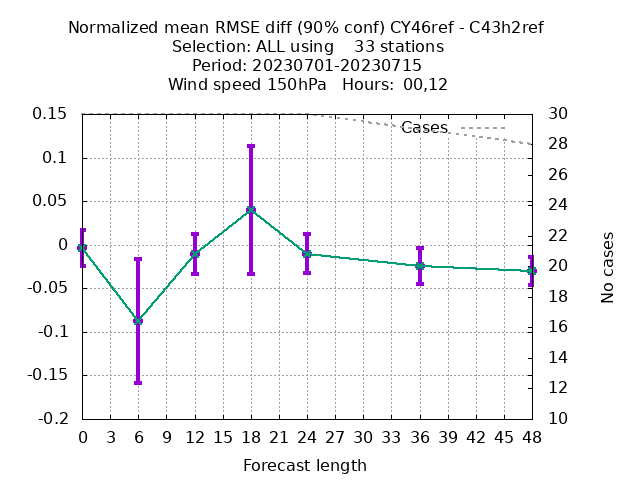 Normalized mean RMSE diff (90% conf) CY46ref - C43h2ref
Selection: ALL using 33 stations
Period: 20230701-20230715
Wind speed 150hPa Hours: 00,12
Cases
0.15
0.1
0.05
0
-0.05
-0.1
-0.15
-0.2
30
28
26
24
22
20
18
16
14
12
10
No cases
0 3 6 9 12 15 18 21 24 27 30 33 36 39 42 45 48
Forecast length